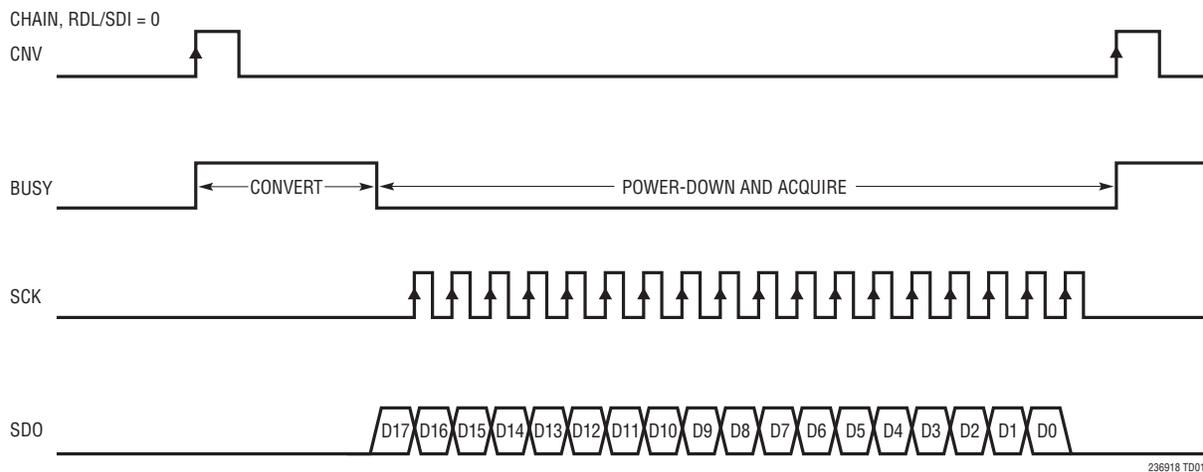 CHAIN, RDL/SDI = 0
CNV
BUSY
CONVERT
POWER-DOWN AND ACQUIRE
SCK
SDO
D17 D16 D15 D14 D13 D12 D11 D10 D9 D8 D7 D6 D5 D4 D3 D2 D1 D0
236918 TD01